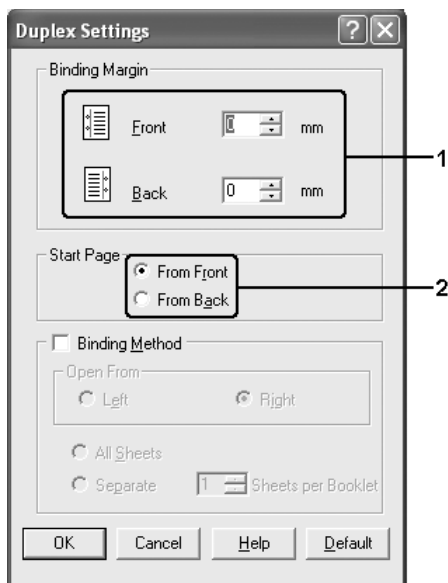 Duplex Settings
Binding Margin
Front 0 mm 1
Back 0 mm
Start Page
From Front
From Back 2
Binding Method
Open From
Left Right
All Sheets
Separate 1 Sheets per Booklet
OK Cancel Help Default